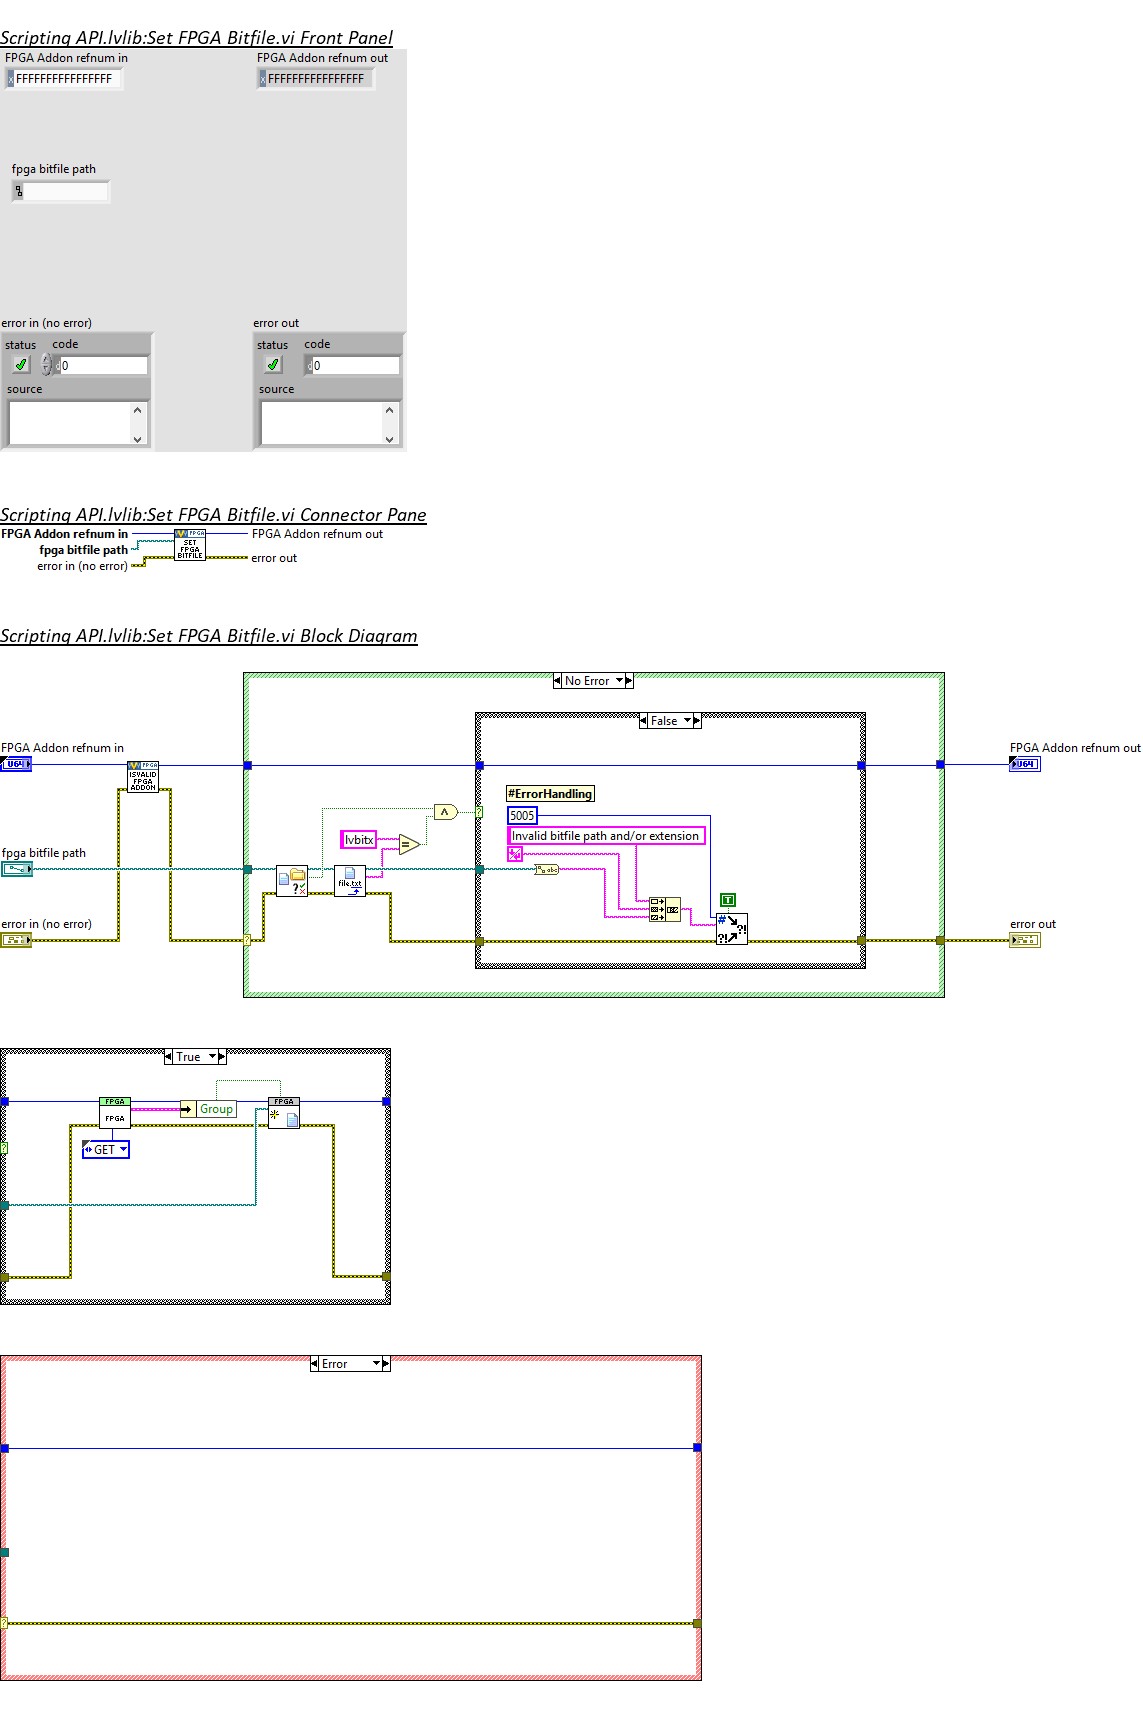 Scripting API.lvlib:Set FPGA Bitfile.vi Front Panel
FPGA Addon refnum in
FPGA Addon refnum out
x FFFFFFFFFFFFFFFF
x FFFFFFFFFFFFFFFF
fpga bitfile path
error in (no error)
error out
status code
status code
0
0
source
source
Scripting API.lvlib:Set FPGA Bitfile.vi Connector Pane
FPGA Addon refnum in
FPGA Addon refnum out
fpga bitfile path
error in (no error)
error out
FPGA
SET
FPGA
BITFILE
Scripting API.lvlib:Set FPGA Bitfile.vi Block Diagram
No Error
False
FPGA Addon refnum in
U64
FPGA
ISVALID
FPGA
ADDON
FPGA Addon refnum out
U64
#ErrorHandling
5005
Invalid bitfile path and/or extension
lvbitx
fpga bitfile path
file.txt
abc
T
error in (no error)
error out
True
FPGA
FPGA
Group
FPGA
GET
Error